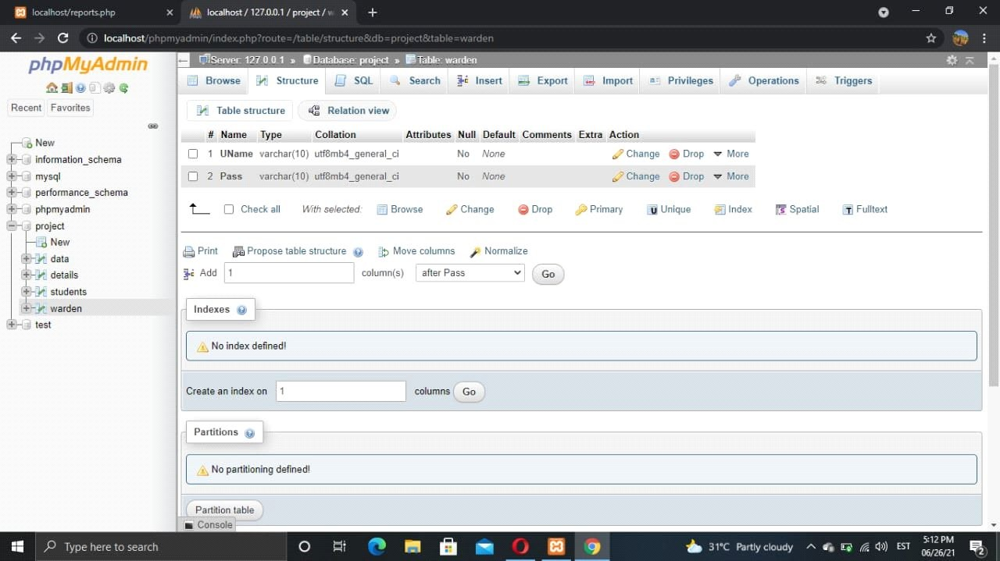 localhost/reports.php
localhost / 127.0.0.1 / project / w
localhost/phpmyadmin/index.php?route=/table/structure&db=project&table=warden
phpMyAdmin
Recent Favorites
New
information_schema
mysql
performance_schema
phpmyadmin
project
New
data
details
students
warden
test
Server: 127.0.0.1 » Database: project » Table: warden
Browse Structure SQL Search Insert Export Import Privileges Operations Triggers
Table structure Relation view
# Name Type Collation Attributes Null Default Comments Extra Action
1 UName varchar(10) utf8mb4_general_ci No None Change Drop More
2 Pass varchar(10) utf8mb4_general_ci No None Change Drop More
Check all With selected: Browse Change Drop Primary Unique Index Spatial Fulltext
Print Propose table structure Move columns Normalize
Add 1 column(s) after Pass Go
Indexes
No index defined!
Create an index on 1 columns Go
Partitions
No partitioning defined!
Partition table
Console
Type here to search
31°C Partly cloudy
EST
5:12 PM
06/26/21
2